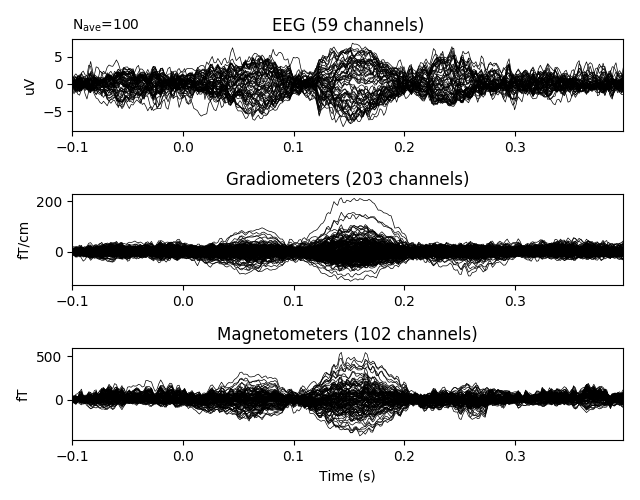 N_ave=100
EEG (59 channels)
uV
5
0
−5
−0.1 0.0 0.1 0.2 0.3
Gradiometers (203 channels)
fT/cm
200
0
−0.1 0.0 0.1 0.2 0.3
Magnetometers (102 channels)
fT
500
0
−0.1 0.0 0.1 0.2 0.3
Time (s)